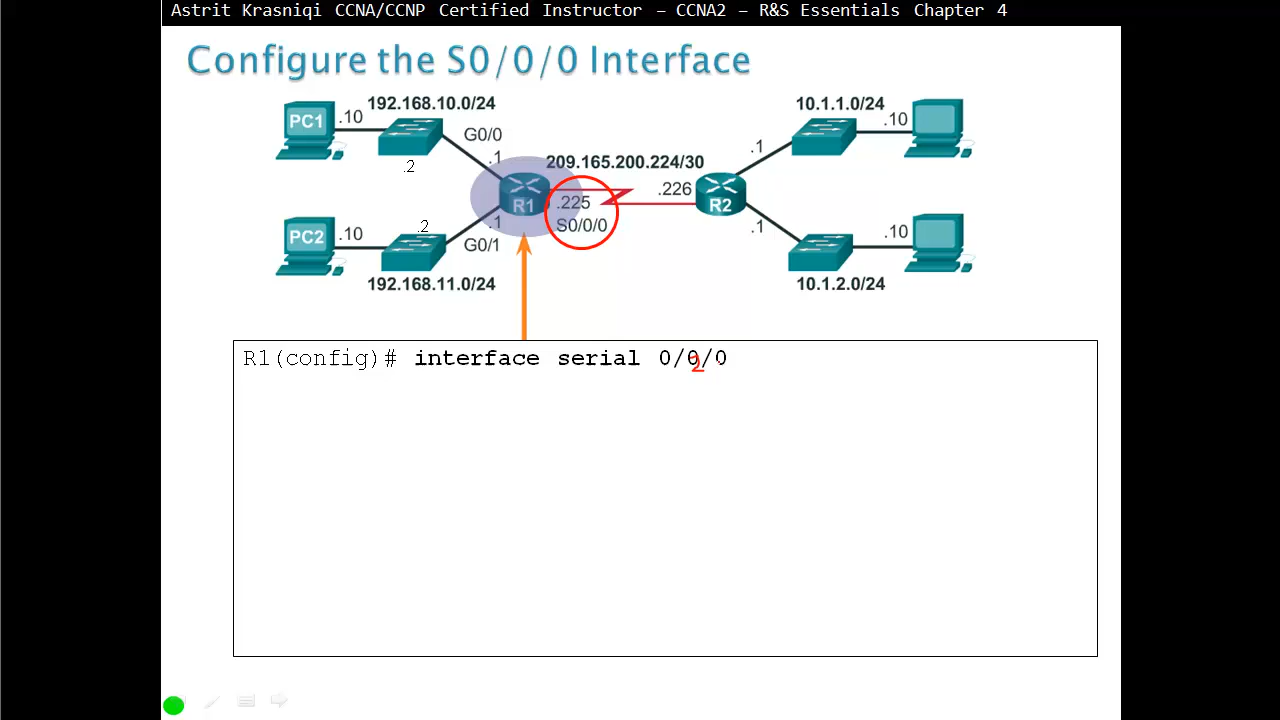 Astrit Krasniqi CCNA/CCNP Certified Instructor – CCNA2 – R&S Essentials Chapter 4
Configure the S0/0/0 Interface
192.168.10.0/24
PC1
.10
G0/0
.2
.1
209.165.200.224/30
R1
.225
S0/0/0
.226
R2
10.1.1.0/24
.10
.1
PC2
.10
.2
.1
G0/1
192.168.11.0/24
.1
.10
10.1.2.0/24
R1(config)# interface serial 0/0/0
2